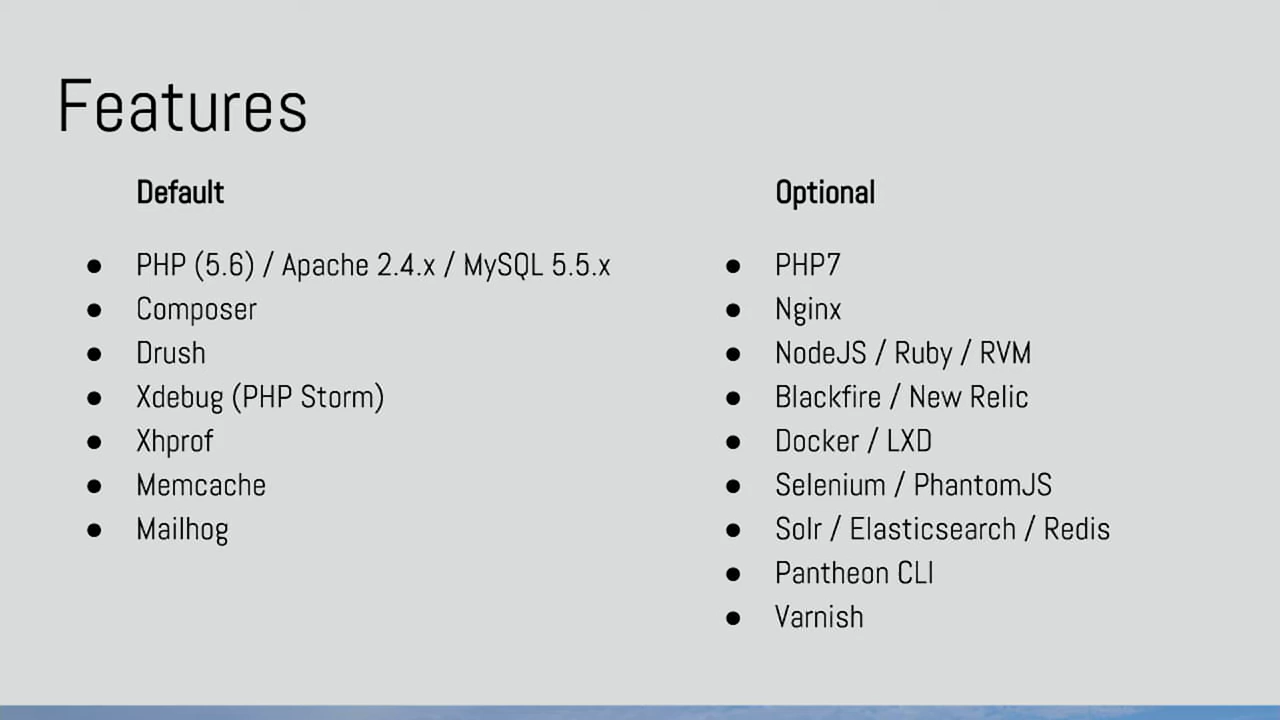 Features
Default
● PHP (5.6) / Apache 2.4.x / MySQL 5.5.x
● Composer
● Drush
● Xdebug (PHP Storm)
● Xhprof
● Memcache
● Mailhog
Optional
● PHP7
● Nginx
● NodeJS / Ruby / RVM
● Blackfire / New Relic
● Docker / LXD
● Selenium / PhantomJS
● Solr / Elasticsearch / Redis
● Pantheon CLI
● Varnish